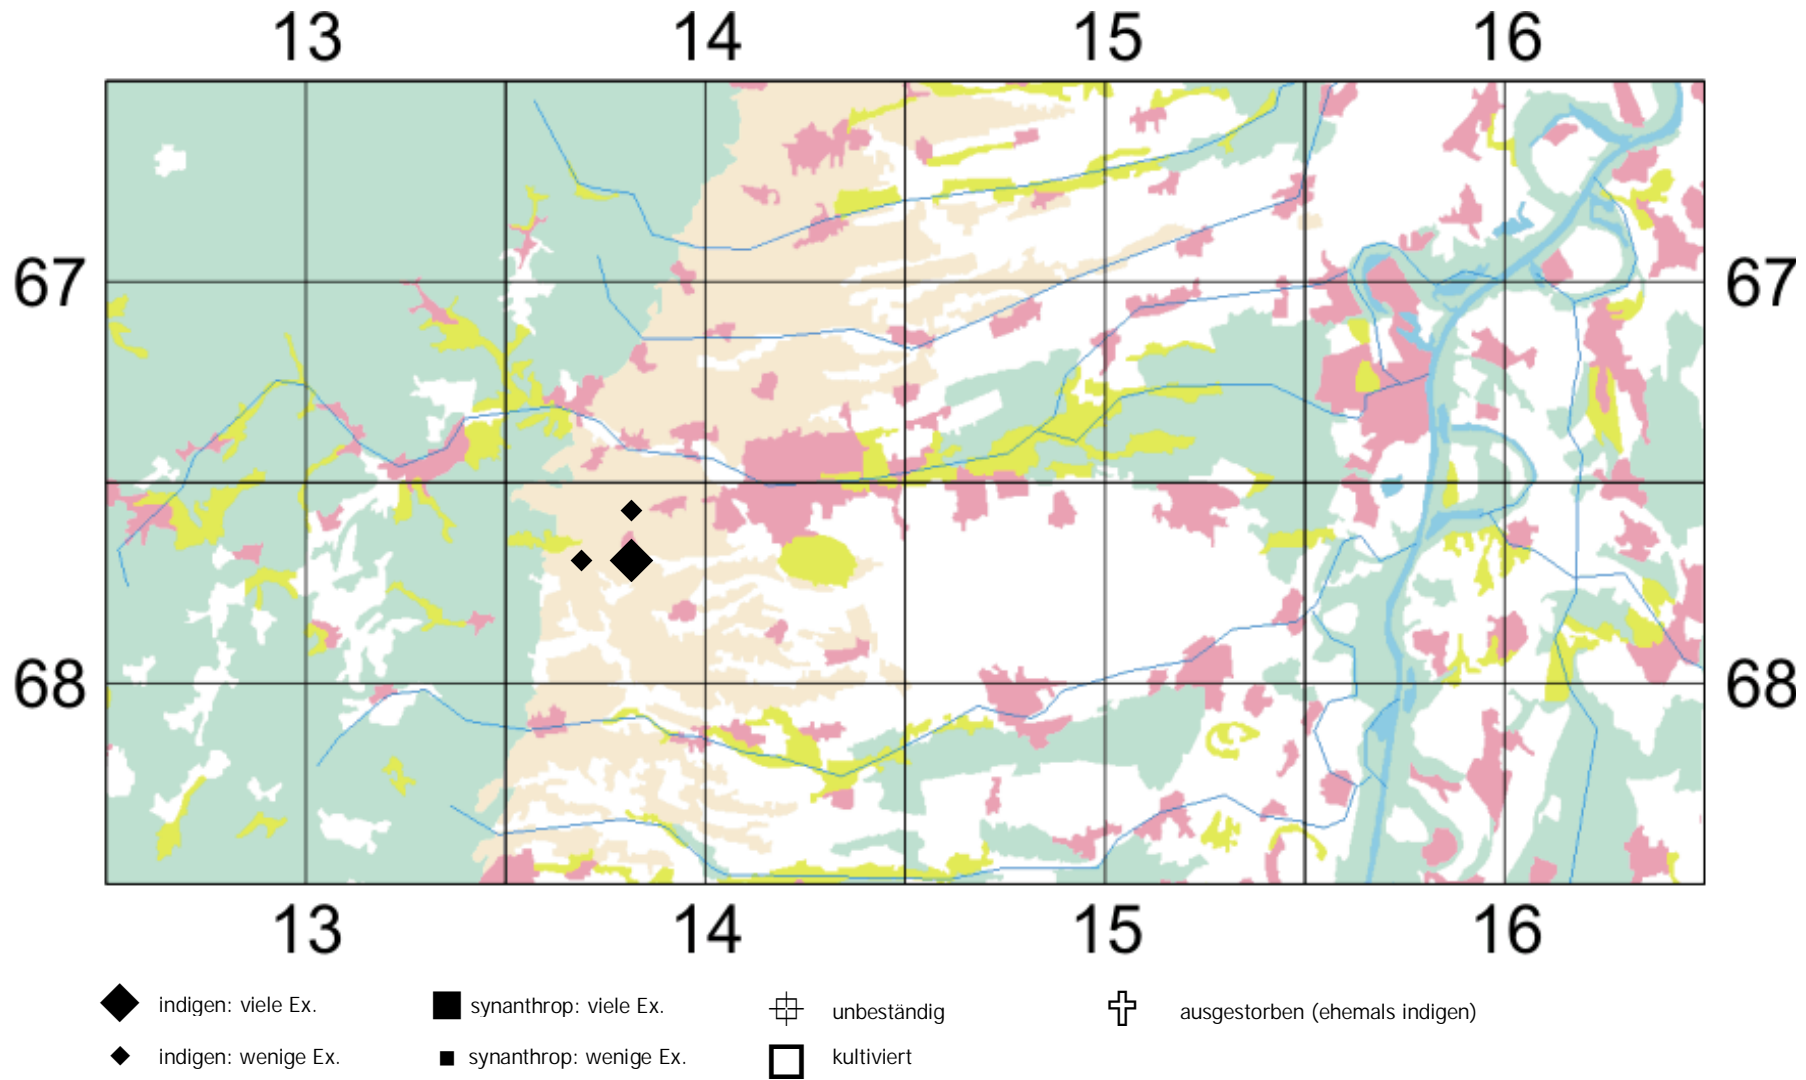 13 14 15 16
67 67
68 68
13 14 15 16
indigen: viele Ex. synanthrop: viele Ex. unbeständig ausgestorben (ehemals indigen)
indigen: wenige Ex. synanthrop: wenige Ex. kultiviert